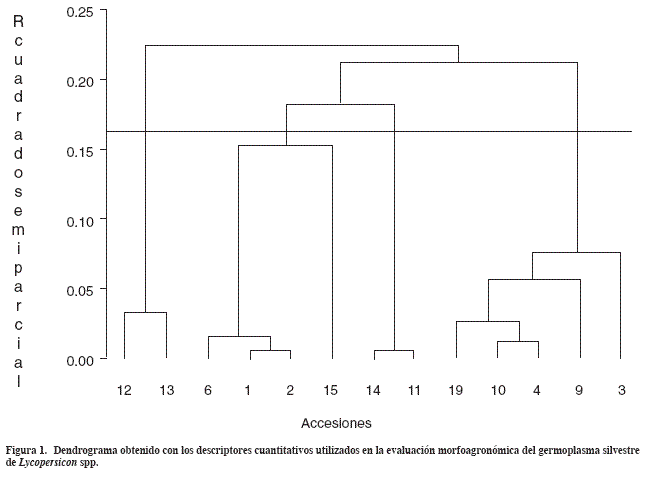 R cuadrado semiparcial
0.25
0.20
0.15
0.10
0.05
0.00
12 13 6 1 2 15 14 11 19 10 4 9 3
Accesiones
Figura 1. Dendrograma obtenido con los descriptores cuantitativos utilizados en la evaluación morfoagronómica del germoplasma silvestre
de Lycopersicon spp.